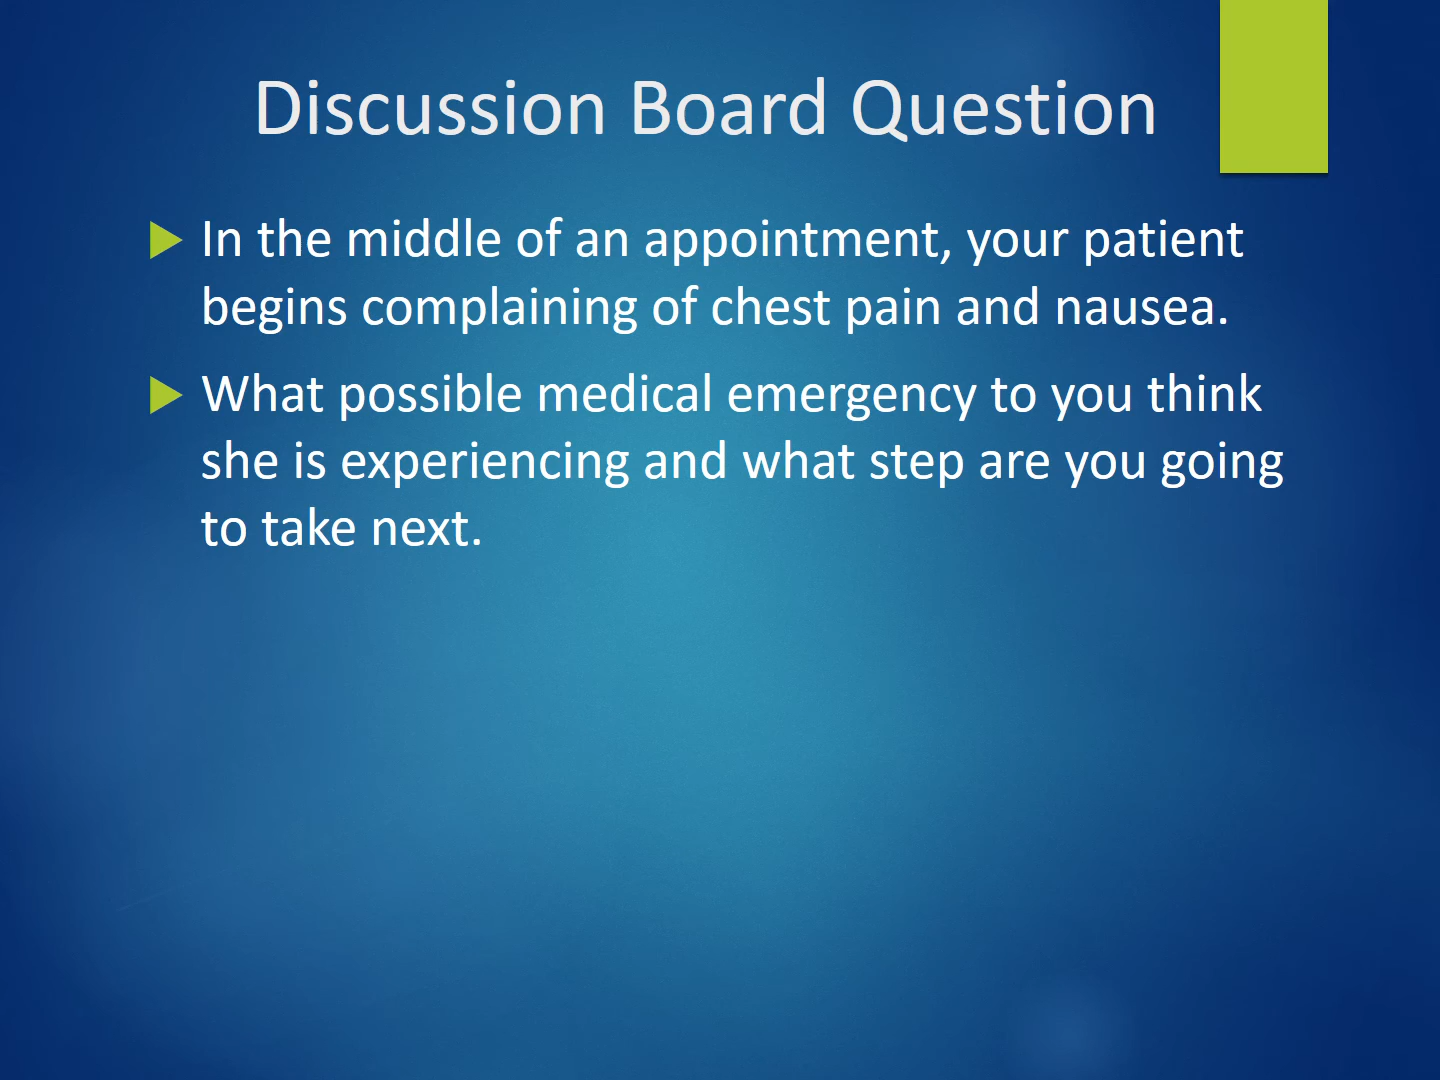 Discussion Board Question
In the middle of an appointment, your patient
begins complaining of chest pain and nausea.
What possible medical emergency to you think
she is experiencing and what step are you going
to take next.